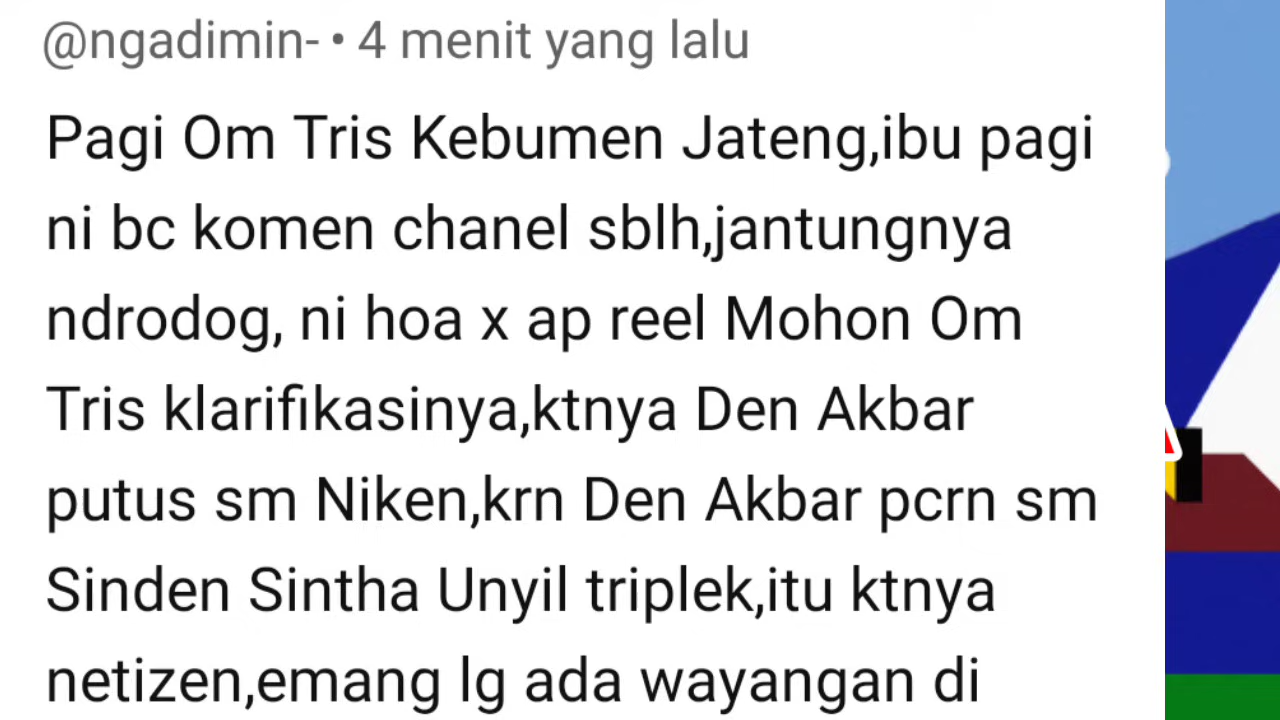 @ngadimin- • 4 menit yang lalu
Pagi Om Tris Kebumen Jateng,ibu pagi
ni bc komen chanel sblh,jantungnya
ndrodog, ni hoa x ap reel Mohon Om
Tris klarifikasinya,ktnya Den Akbar
putus sm Niken,krn Den Akbar pcrn sm
Sinden Sintha Unyil triplek,itu ktnya
netizen,emang lg ada wayangan di